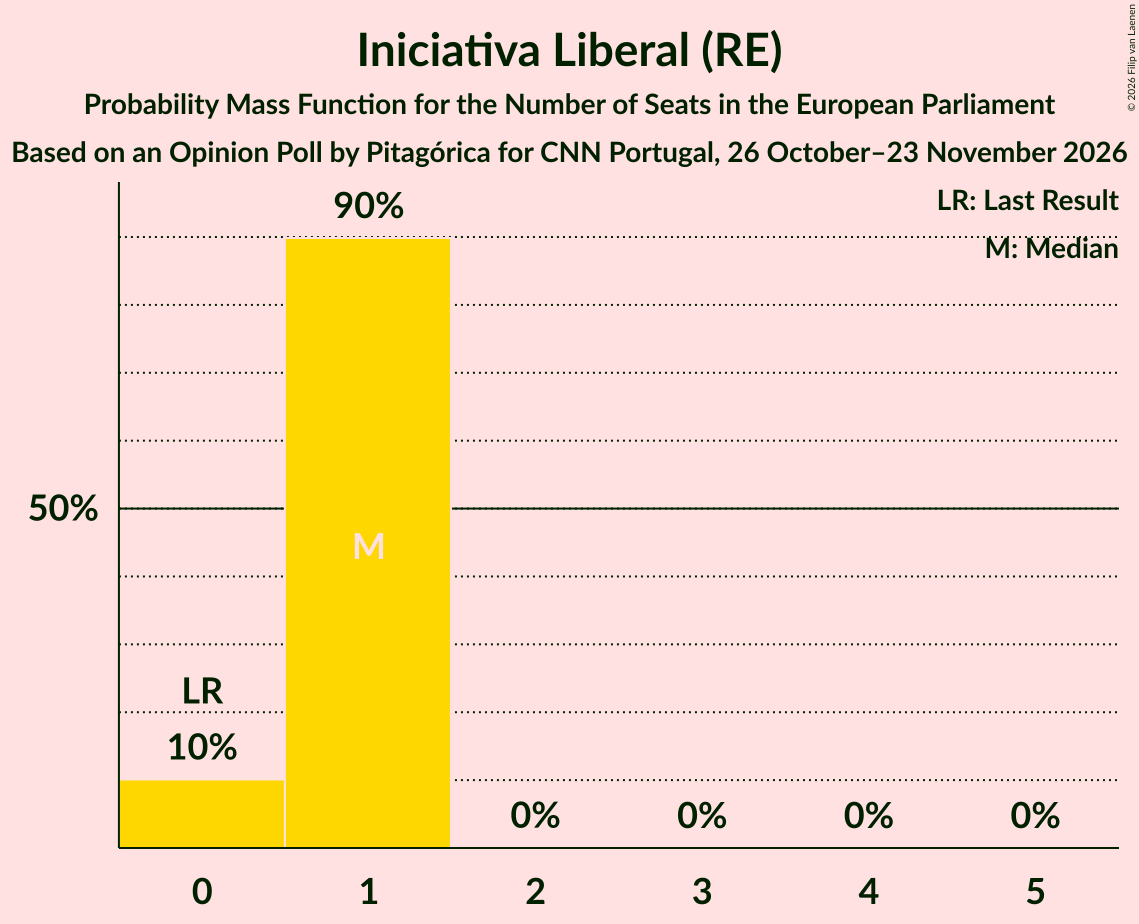 Iniciativa Liberal (RE)
Probability Mass Function for the Number of Seats in the European Parliament
Based on an Opinion Poll by Pitagórica for CNN Portugal, 26 October–23 November 2026
© 2026 Filip van Laenen
LR: Last Result
M: Median
90%
50%
M
LR
10%
0%
0%
0%
0%
0
1
2
3
4
5